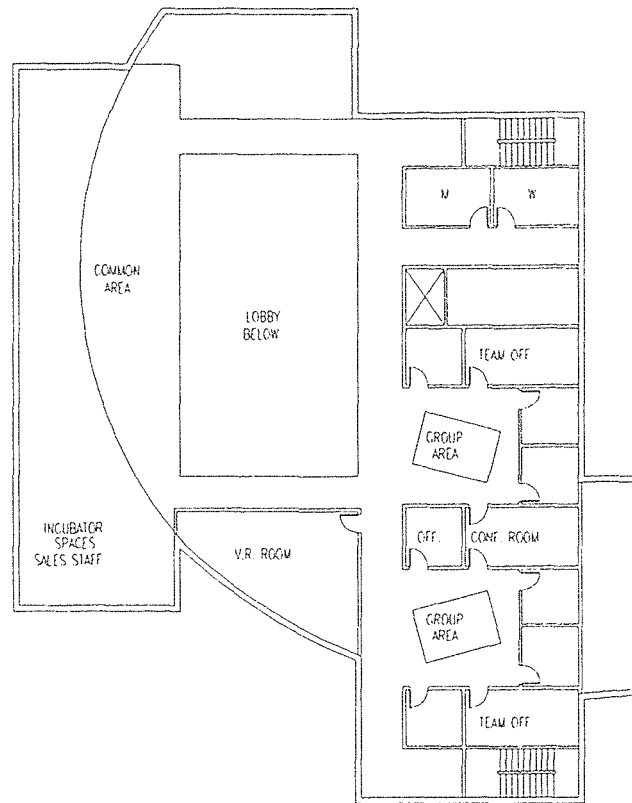 M
W
COMMON
AREA
LOBBY
BELOW
TEAM OFF
GROUP
AREA
INCUBATOR
SPACES
SALES STAFF
V.R. ROOM
OFF.
CONF. ROOM
GROUP
AREA
TEAM OFF